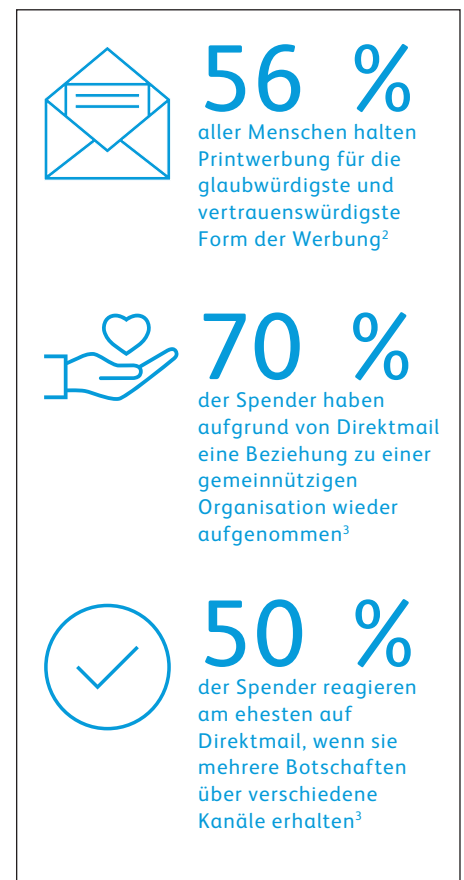 56 %
aller Menschen halten
Printwerbung für die
glaubwürdigste und
vertrauenswürdigste
Form der Werbung²
70 %
der Spender haben
aufgrund von Direktmail
eine Beziehung zu einer
gemeinnützigen
Organisation wieder
aufgenommen³
50 %
der Spender reagieren
am ehesten auf
Direktmail, wenn sie
mehrere Botschaften
über verschiedene
Kanäle erhalten³